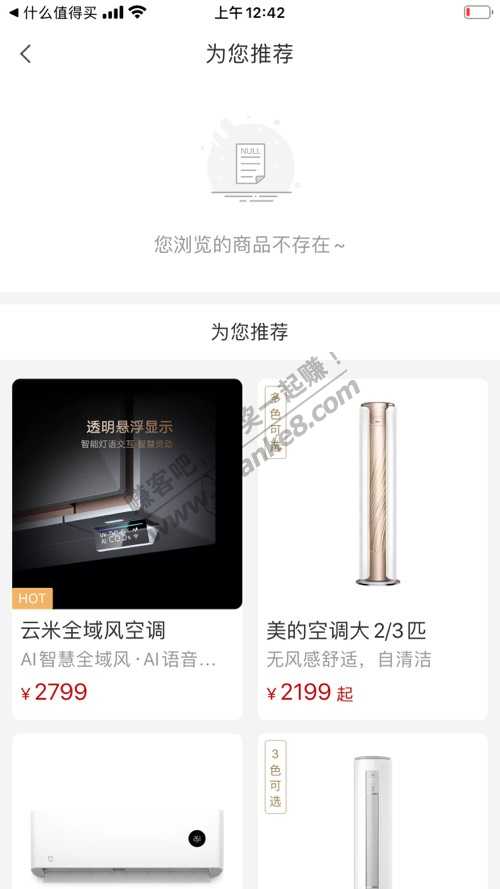 ◀ 什么值得买
上午 12:42
为您推荐
NULL
您浏览的商品不存在~
为您推荐
透明悬浮显示
智能灯语交互 智慧灵动
HOT
云米全域风空调
AI智慧全域风·AI语音...
¥2799
多色可选
美的空调大2/3匹
无风感舒适，自清洁
¥2199 起
3色可选